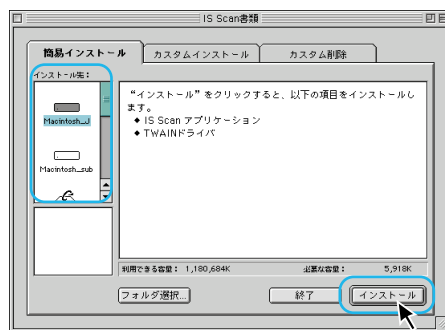 IS Scan書類
簡易インストール
カスタムインストール
カスタム削除
インストール先：
Macintosh_J
Macintosh_sub
“インストール”をクリックすると、以下の項目をインストールし
ます。
◆ IS Scan アプリケーション
◆ TWAINドライバ
利用できる容量： 1,180,684K
必要な容量： 5,918K
フォルダ選択...
終了
インストール